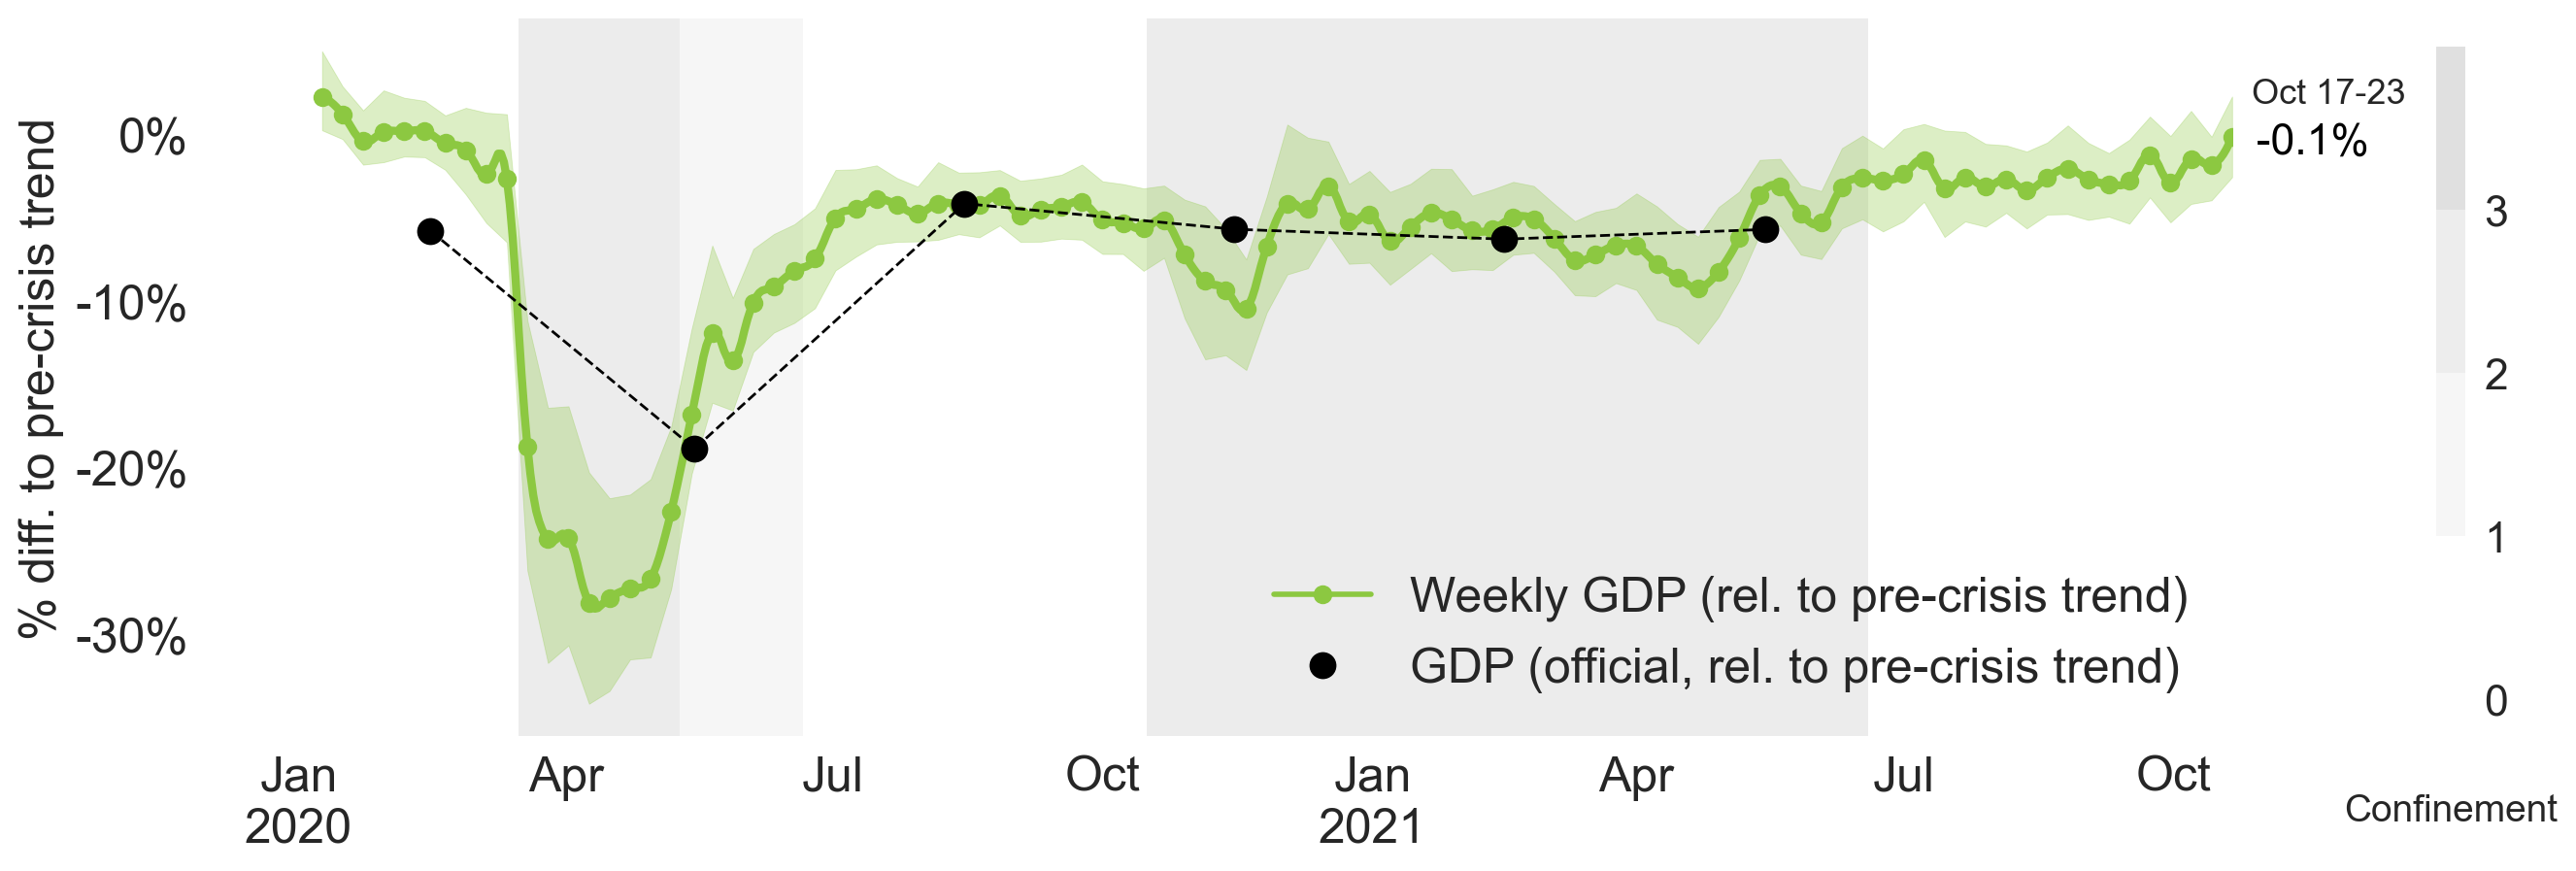 % diff. to pre-crisis trend
0%
-10%
-20%
-30%
Jan
2020
Apr
Jul
Oct
Jan
2021
Apr
Jul
Oct
Weekly GDP (rel. to pre-crisis trend)
GDP (official, rel. to pre-crisis trend)
Oct 17-23
-0.1%
3
2
1
0
Confinement